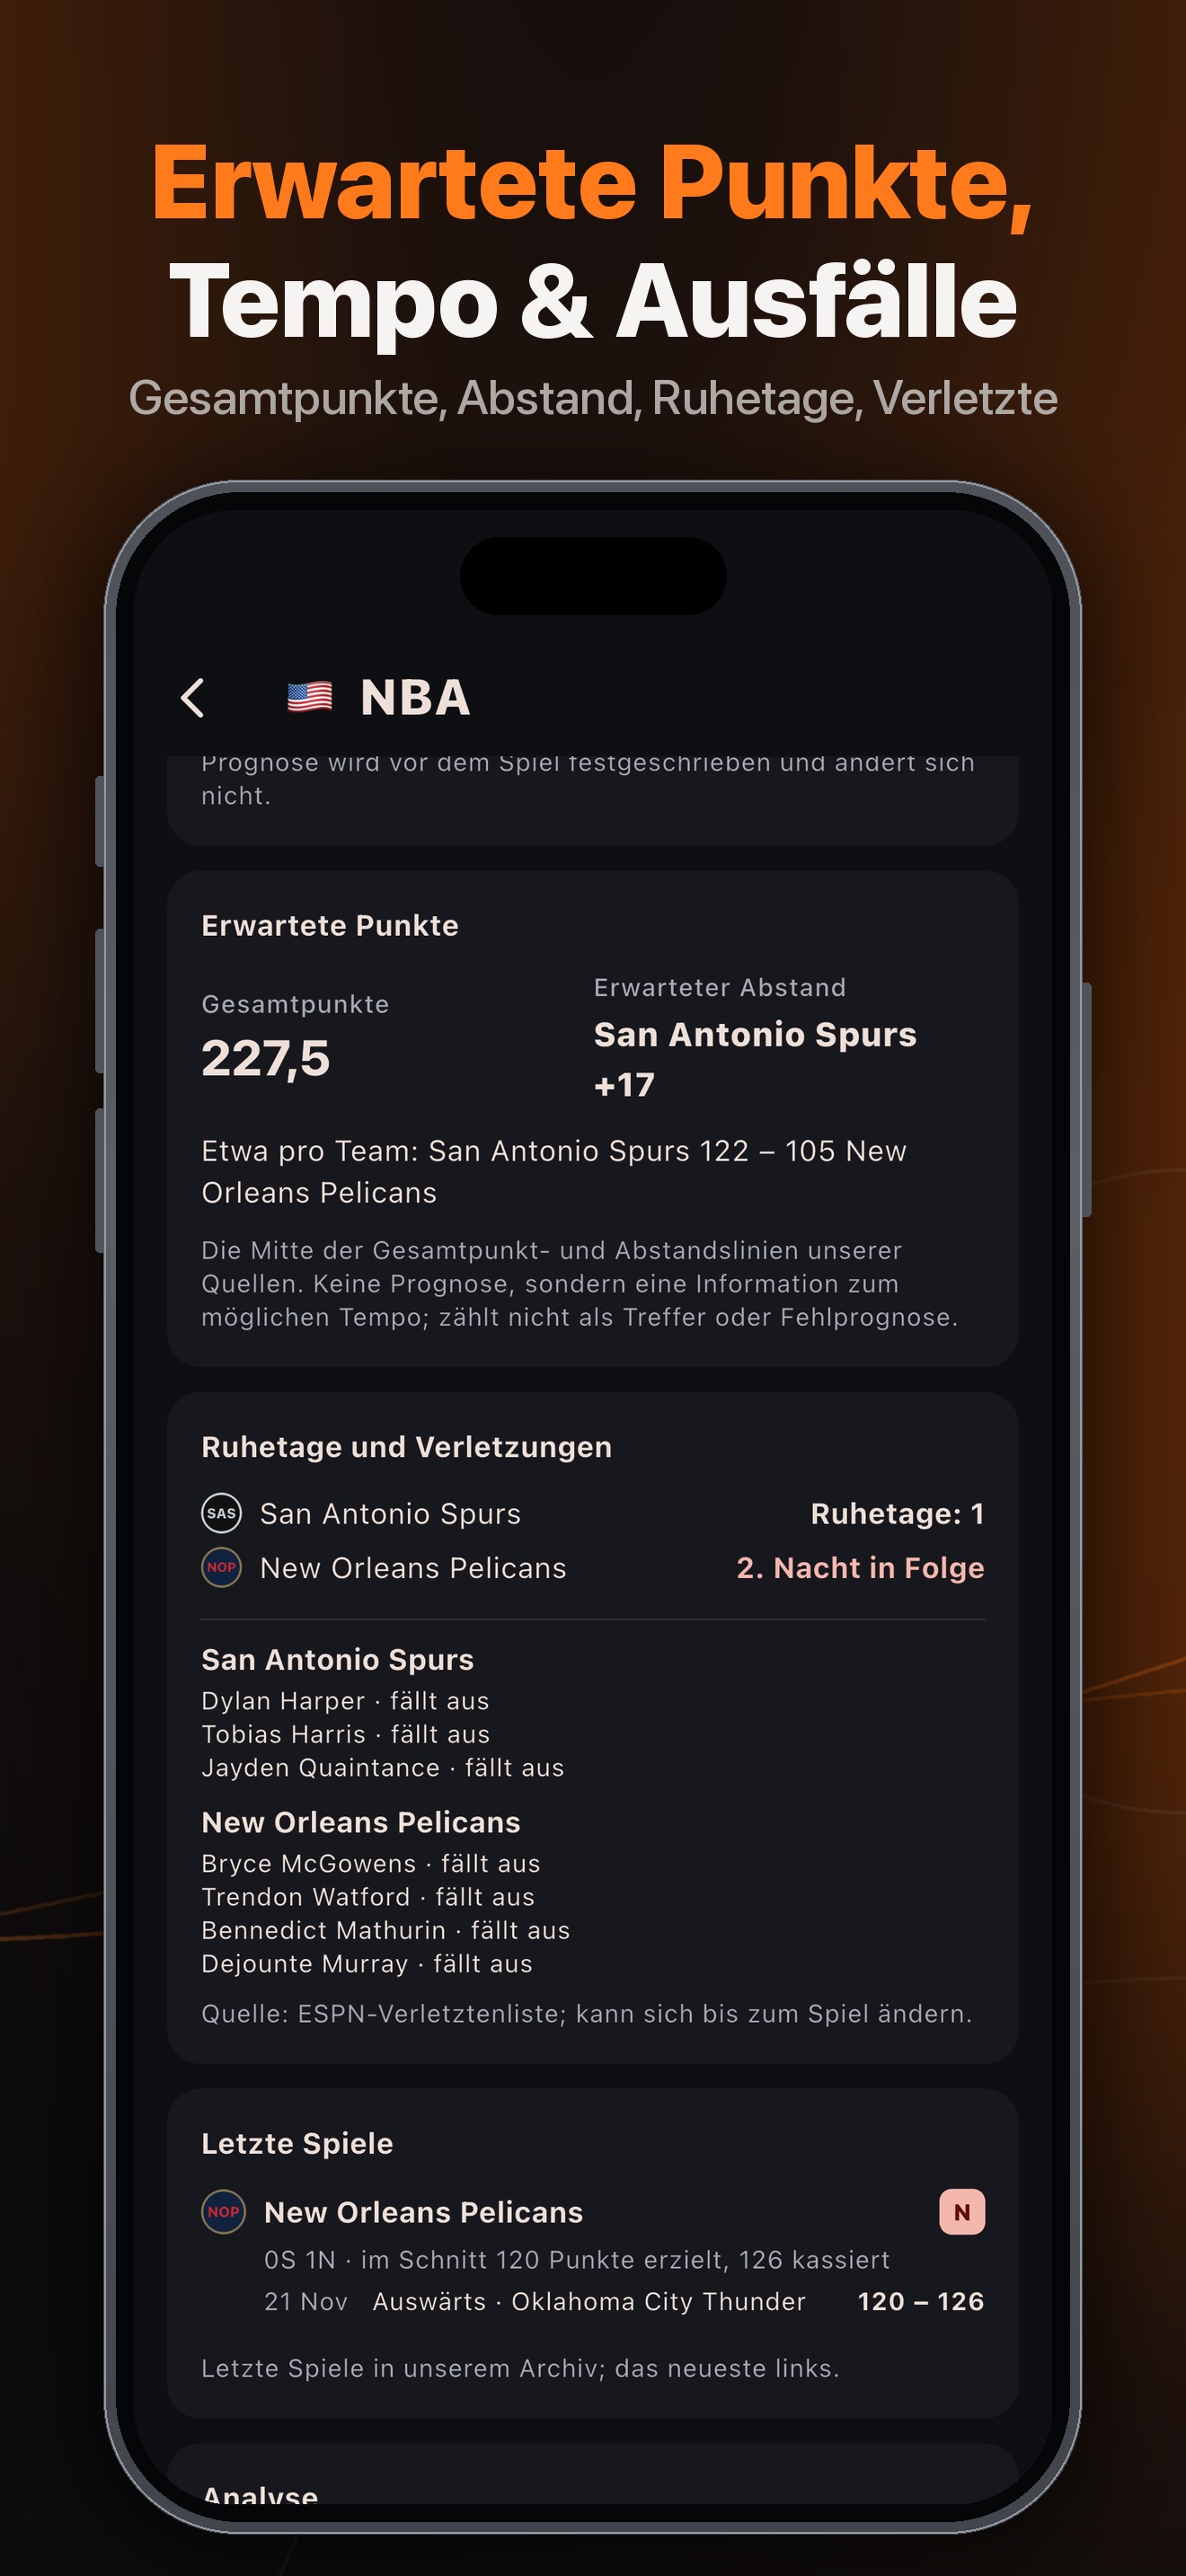 Erwartete Punkte,
Tempo & Ausfälle
Gesamtpunkte, Abstand, Ruhetage, Verletzte
NBA
Prognose wird vor dem Spiel festgeschrieben und ändert sich
nicht.
Erwartete Punkte
Gesamtpunkte
227,5
Erwarteter Abstand
San Antonio Spurs
+17
Etwa pro Team: San Antonio Spurs 122 – 105 New
Orleans Pelicans
Die Mitte der Gesamtpunkt- und Abstandslinien unserer
Quellen. Keine Prognose, sondern eine Information zum
möglichen Tempo; zählt nicht als Treffer oder Fehlprognose.
Ruhetage und Verletzungen
SAS San Antonio Spurs Ruhetage: 1
NOP New Orleans Pelicans 2. Nacht in Folge
San Antonio Spurs
Dylan Harper · fällt aus
Tobias Harris · fällt aus
Jayden Quaintance · fällt aus
New Orleans Pelicans
Bryce McGowens · fällt aus
Trendon Watford · fällt aus
Bennedict Mathurin · fällt aus
Dejounte Murray · fällt aus
Quelle: ESPN-Verletztenliste; kann sich bis zum Spiel ändern.
Letzte Spiele
NOP New Orleans Pelicans N
0S 1N · im Schnitt 120 Punkte erzielt, 126 kassiert
21 Nov Auswärts · Oklahoma City Thunder 120 – 126
Letzte Spiele in unserem Archiv; das neueste links.
Analyse